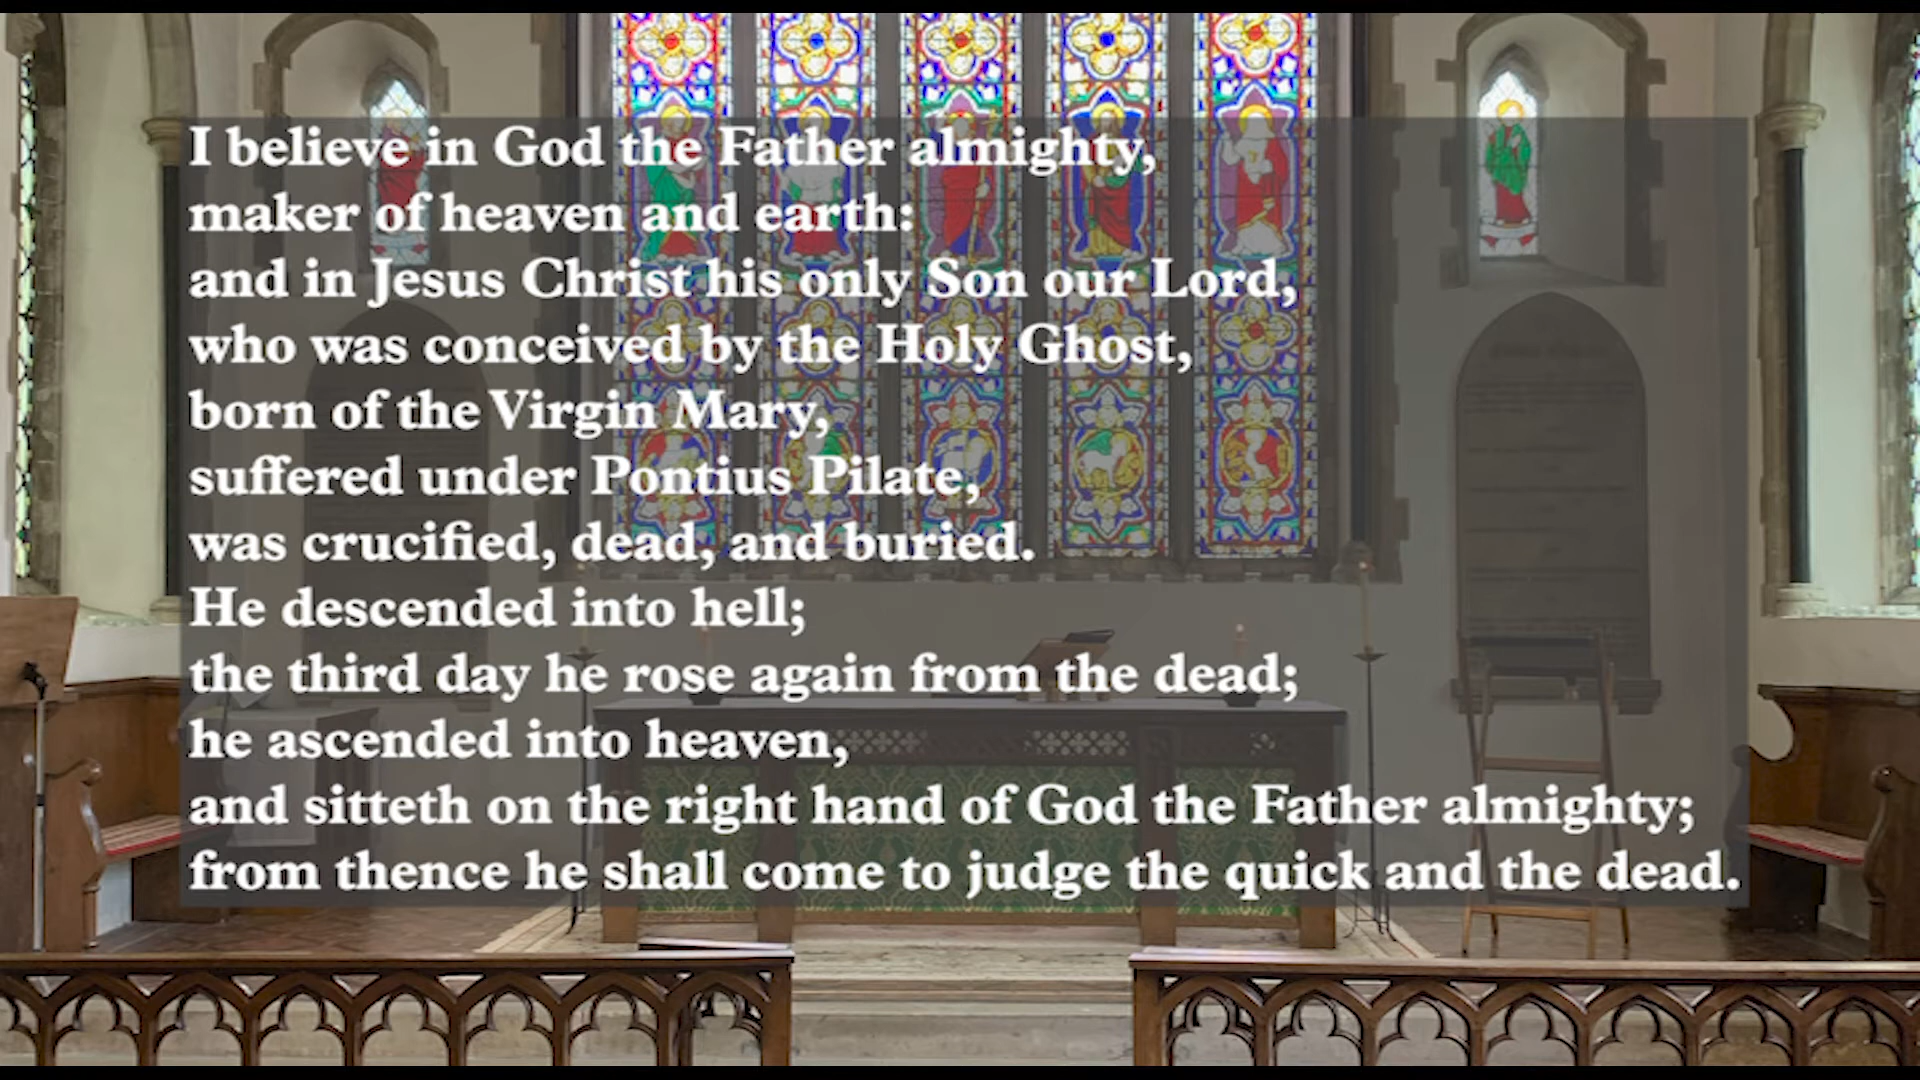 I believe in God the Father almighty,
maker of heaven and earth:
and in Jesus Christ his only Son our Lord,
who was conceived by the Holy Ghost,
born of the Virgin Mary,
suffered under Pontius Pilate,
was crucified, dead, and buried.
He descended into hell;
the third day he rose again from the dead;
he ascended into heaven,
and sitteth on the right hand of God the Father almighty;
from thence he shall come to judge the quick and the dead.